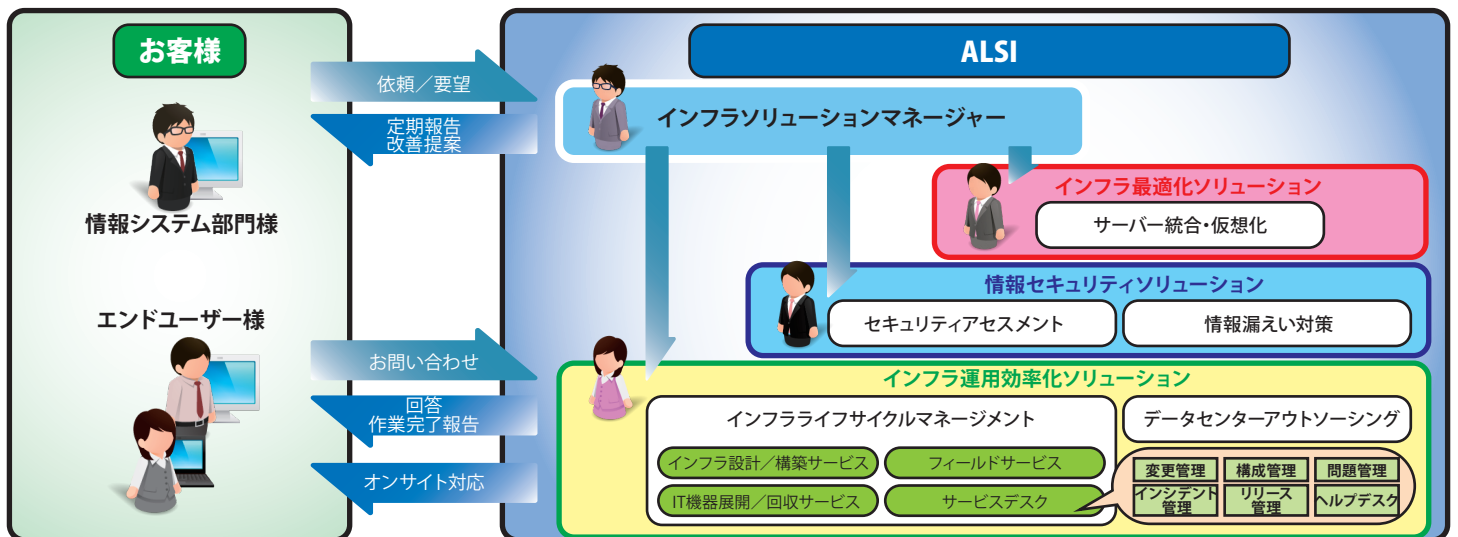 お客様
情報システム部門様
エンドユーザー様
依頼／要望
定期報告
改善提案
お問い合わせ
回答
作業完了報告
オンサイト対応
ALSI
インフラソリューションマネージャー
インフラ最適化ソリューション
サーバー統合・仮想化
情報セキュリティソリューション
セキュリティアセスメント
情報漏えい対策
インフラ運用効率化ソリューション
インフラライフサイクルマネージメント
インフラ設計／構築サービス
フィールドサービス
IT機器展開／回収サービス
サービスデスク
データセンターアウトソーシング
変更管理
構成管理
問題管理
インシデント
管理
リリース
管理
ヘルプデスク